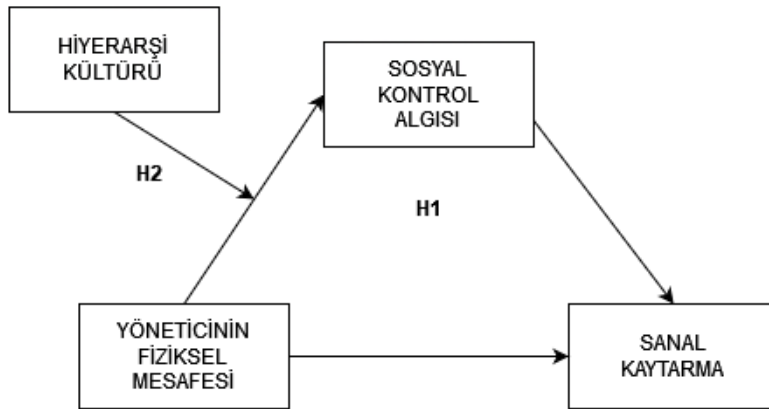 HİYERARŞİ
KÜLTÜRÜ
SOSYAL
KONTROL
ALGISI
H2
H1
YÖNETİCİNİN
FİZİKSEL
MESAFESİ
SANAL
KAYTARMA